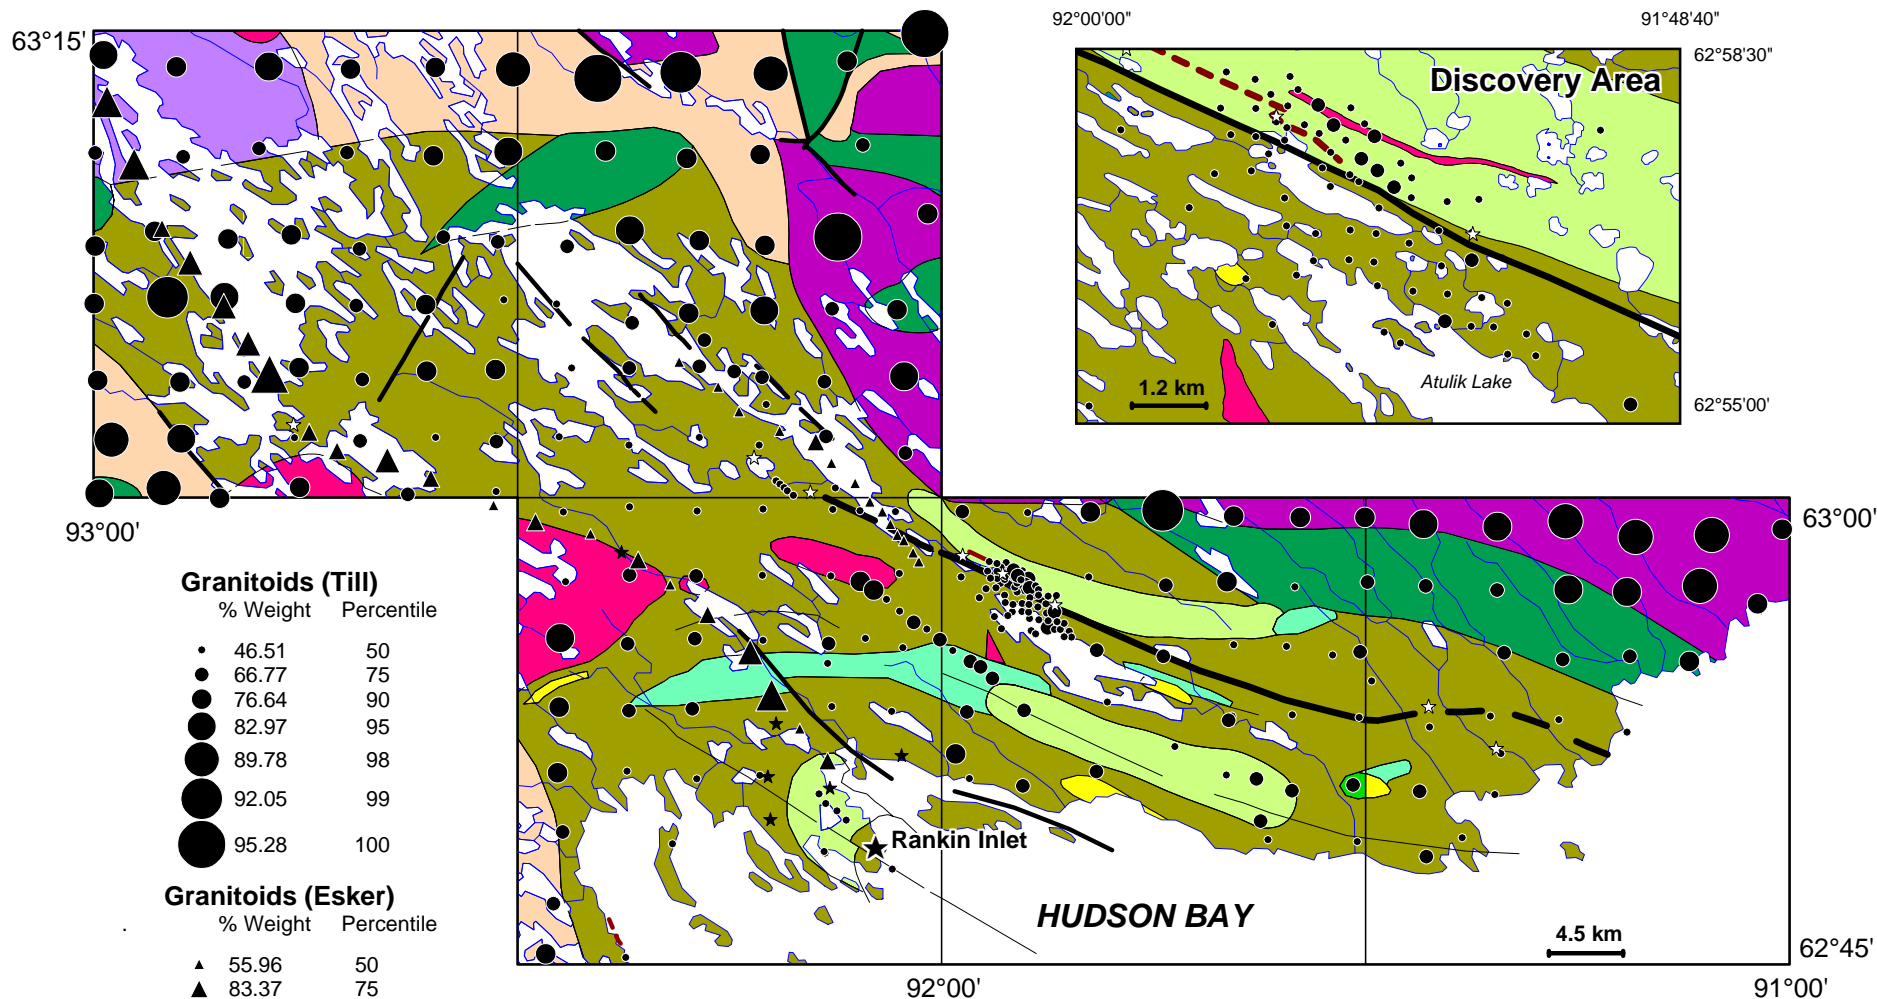 92°00'00"
91°48'40"
63°15'
62°58'30"
Discovery Area
Atulik Lake
1.2 km
62°55'00'
93°00'
63°00'
Granitoids (Till)
% Weight Percentile
46.51 50
66.77 75
76.64 90
82.97 95
89.78 98
92.05 99
95.28 100
Rankin Inlet
Granitoids (Esker)
% Weight Percentile
55.96 50
83.37 75
HUDSON BAY
4.5 km
62°45'
92°00'
91°00'